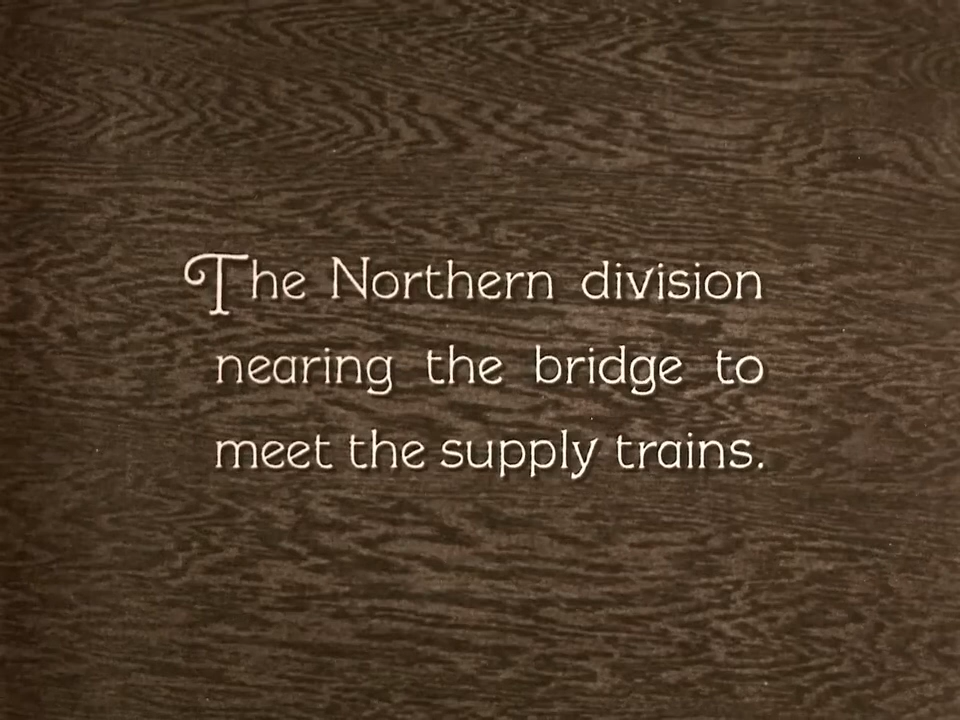 The Northern division
nearing the bridge to
meet the supply trains.